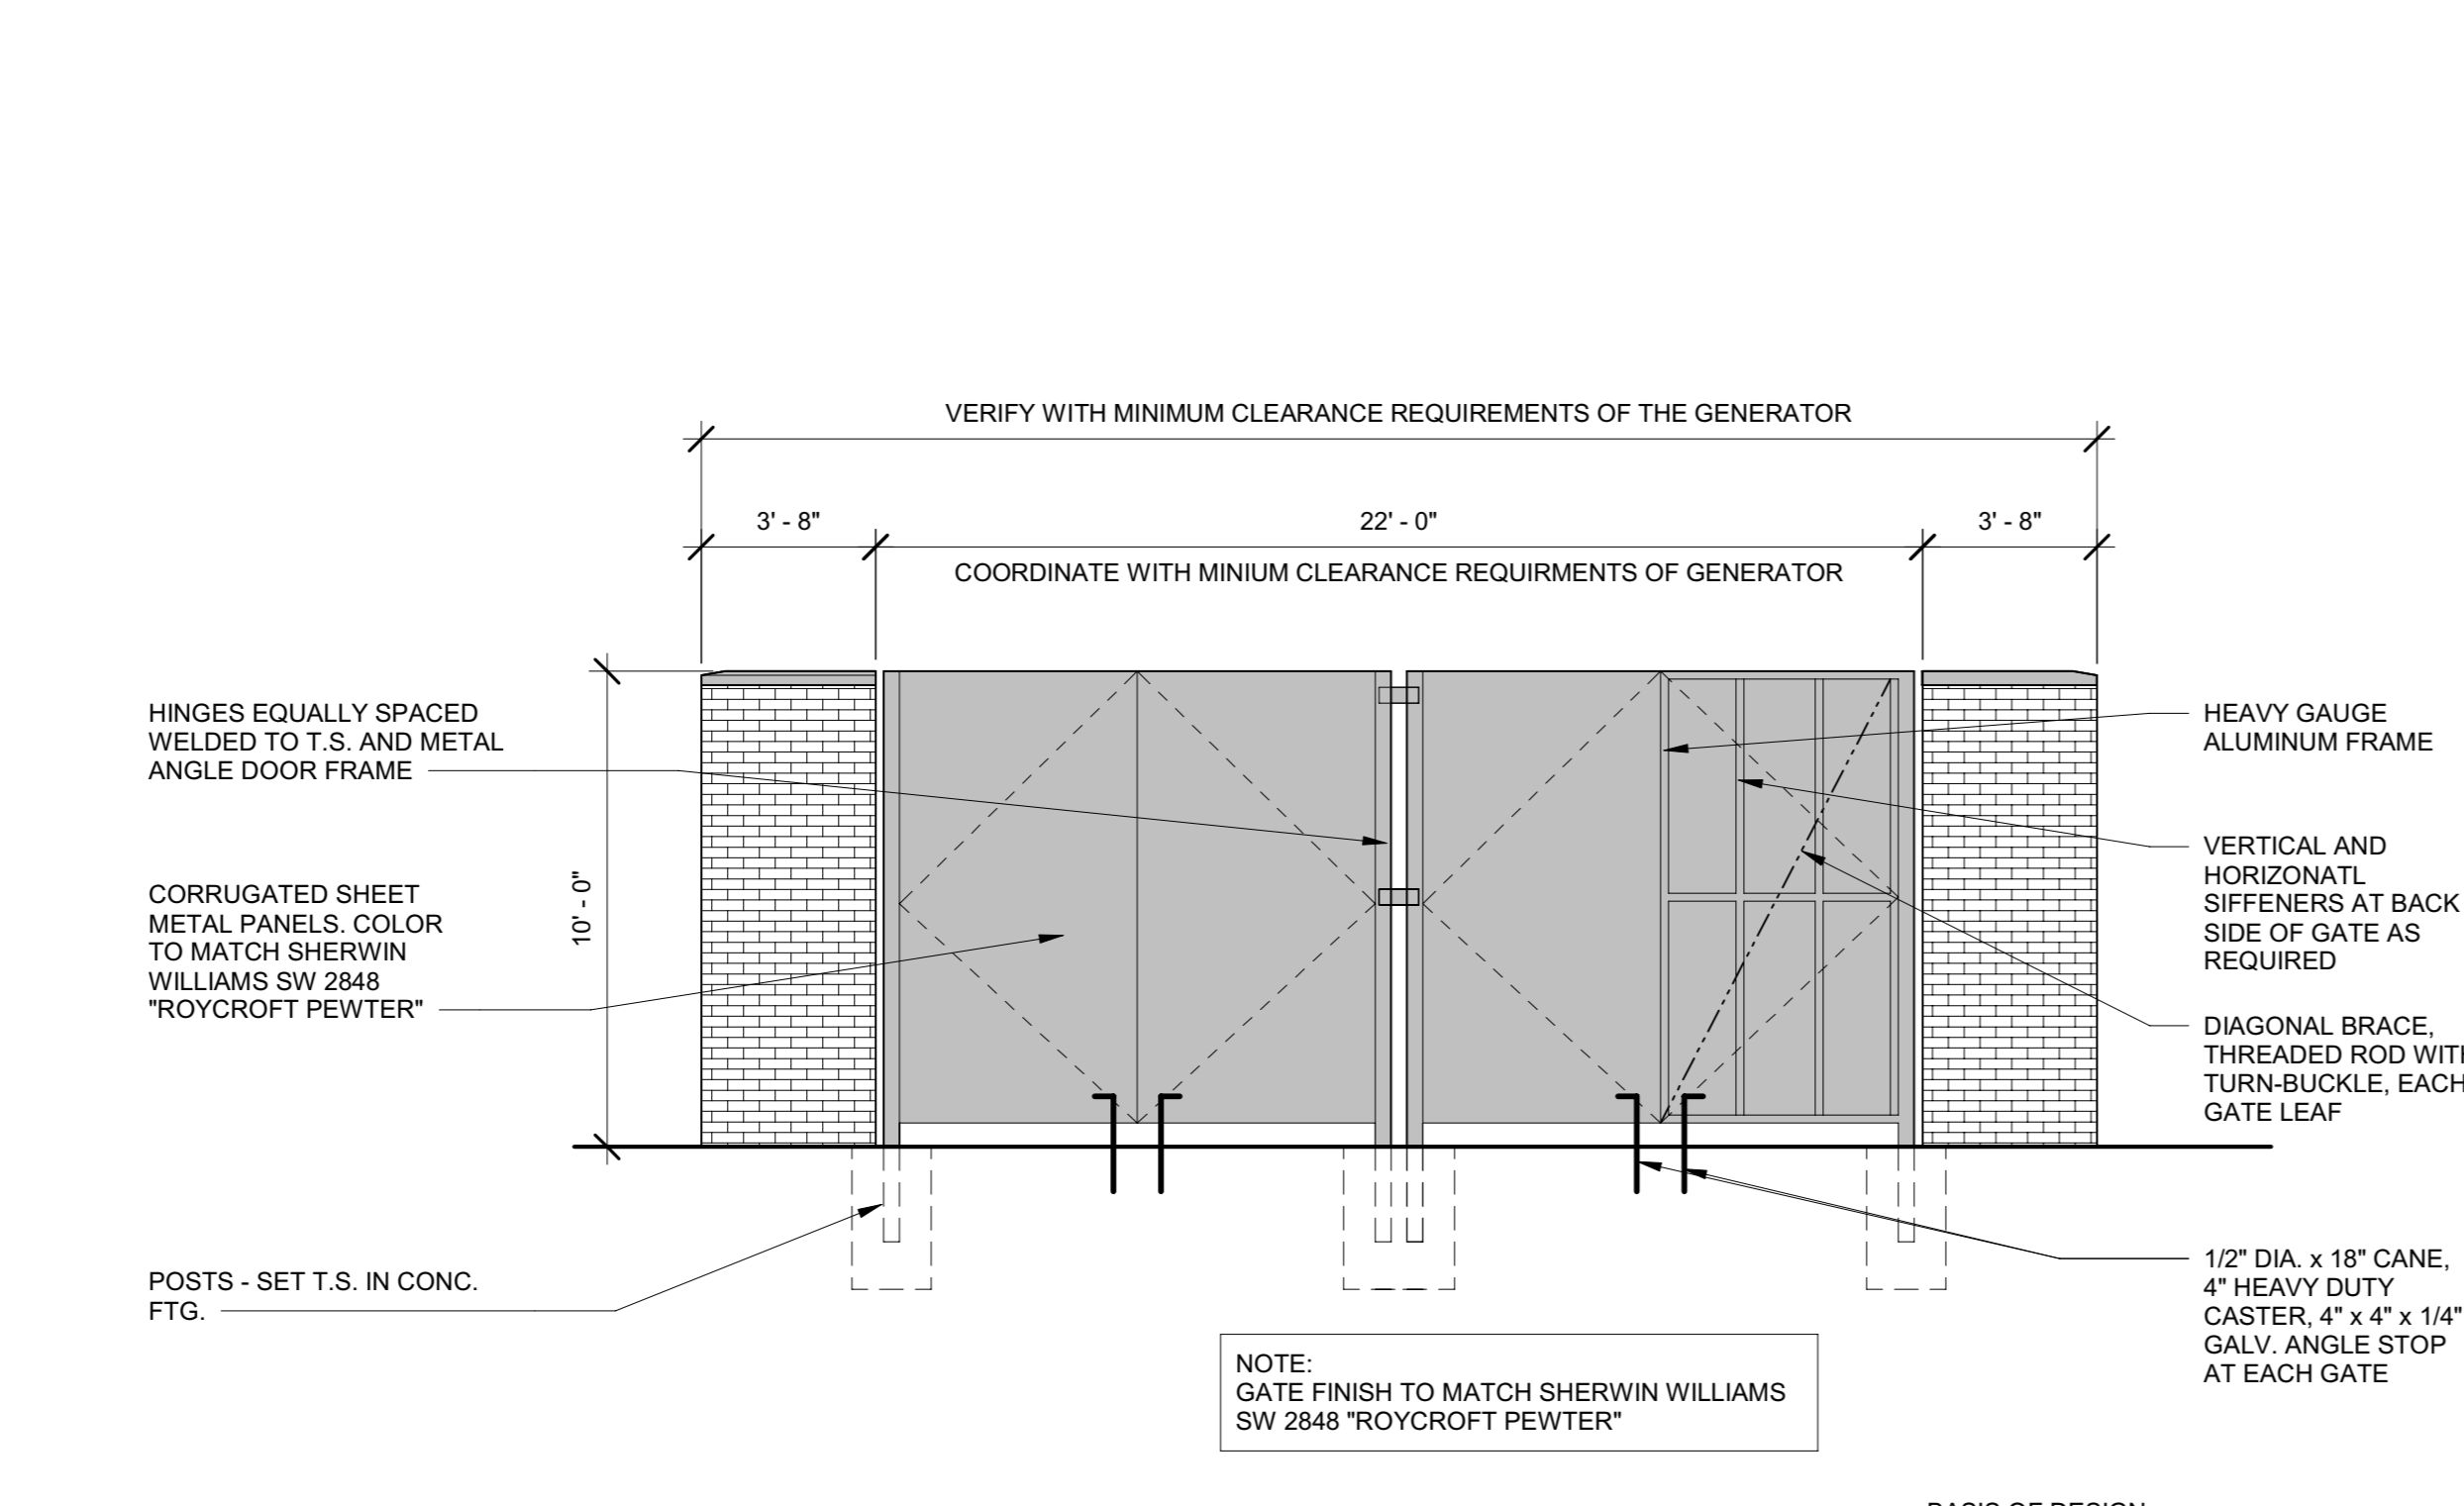 VERIFY WITH MINIMUM CLEARANCE REQUIREMENTS OF THE GENERATOR
3' - 8"
22' - 0"
3' - 8"
COORDINATE WITH MINIUM CLEARANCE REQUIRMENTS OF GENERATOR
HINGES EQUALLY SPACED
WELDED TO T.S. AND METAL
ANGLE DOOR FRAME
CORRUGATED SHEET
METAL PANELS. COLOR
TO MATCH SHERWIN
WILLIAMS SW 2848
"ROYCROFT PEWTER"
10' - 0"
POSTS - SET T.S. IN CONC.
FTG.
HEAVY GAUGE
ALUMINUM FRAME
VERTICAL AND
HORIZONATL
SIFFENERS AT BACK
SIDE OF GATE AS
REQUIRED
DIAGONAL BRACE,
THREADED ROD WITH
TURN-BUCKLE, EACH
GATE LEAF
1/2" DIA. x 18" CANE,
4" HEAVY DUTY
CASTER, 4" x 4" x 1/4"
GALV. ANGLE STOP
AT EACH GATE
NOTE:
GATE FINISH TO MATCH SHERWIN WILLIAMS
SW 2848 "ROYCROFT PEWTER"
BASIS OF DESIGN